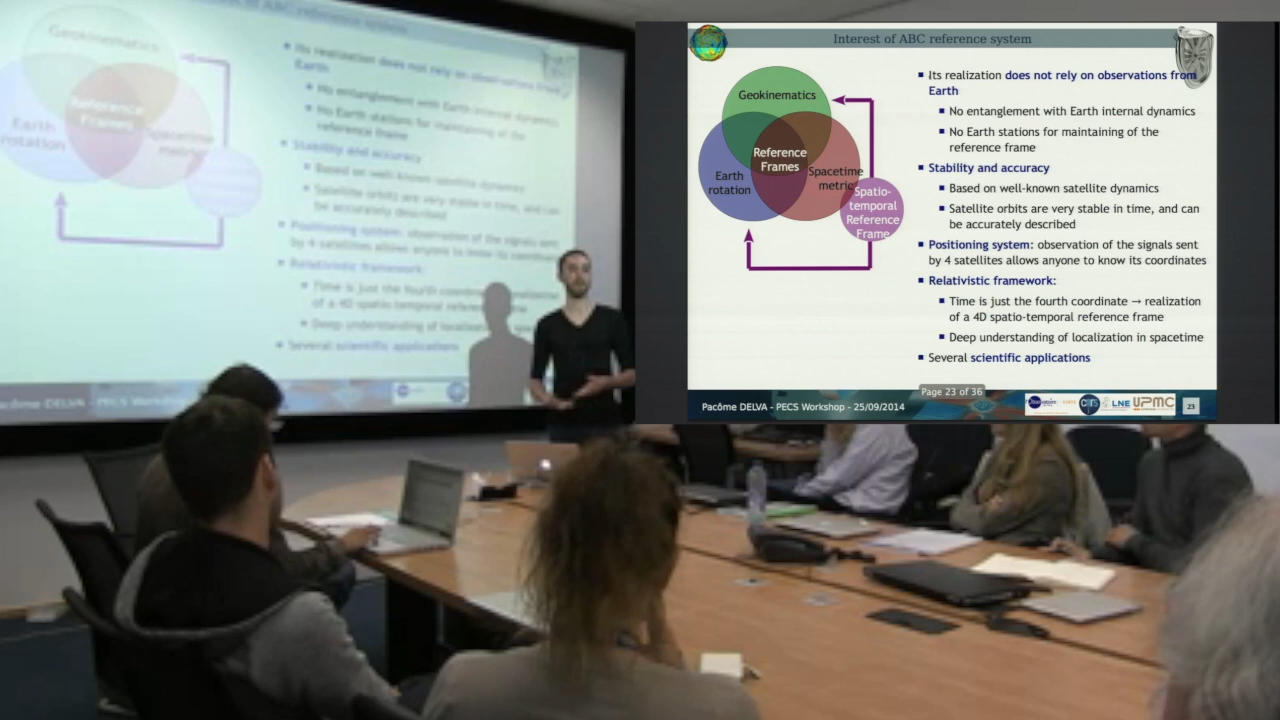 Interest of ABC reference system
Geokinematics
Reference
Frames
Earth
rotation
Spacetime
metric
Spatio-
temporal
Reference
Frame
Its realization does not rely on observations from
Earth
No entanglement with Earth internal dynamics
No Earth stations for maintaining of the
reference frame
Stability and accuracy
Based on well-known satellite dynamics
Satellite orbits are very stable in time, and can
be accurately described
Positioning system: observation of the signals sent
by 4 satellites allows anyone to know its coordinates
Relativistic framework:
Time is just the fourth coordinate → realization
of a 4D spatio-temporal reference frame
Deep understanding of localization in spacetime
Several scientific applications
Page 23 of 36
Pacôme DELVA - PECS Workshop - 25/09/2014
LNE UPMC
23